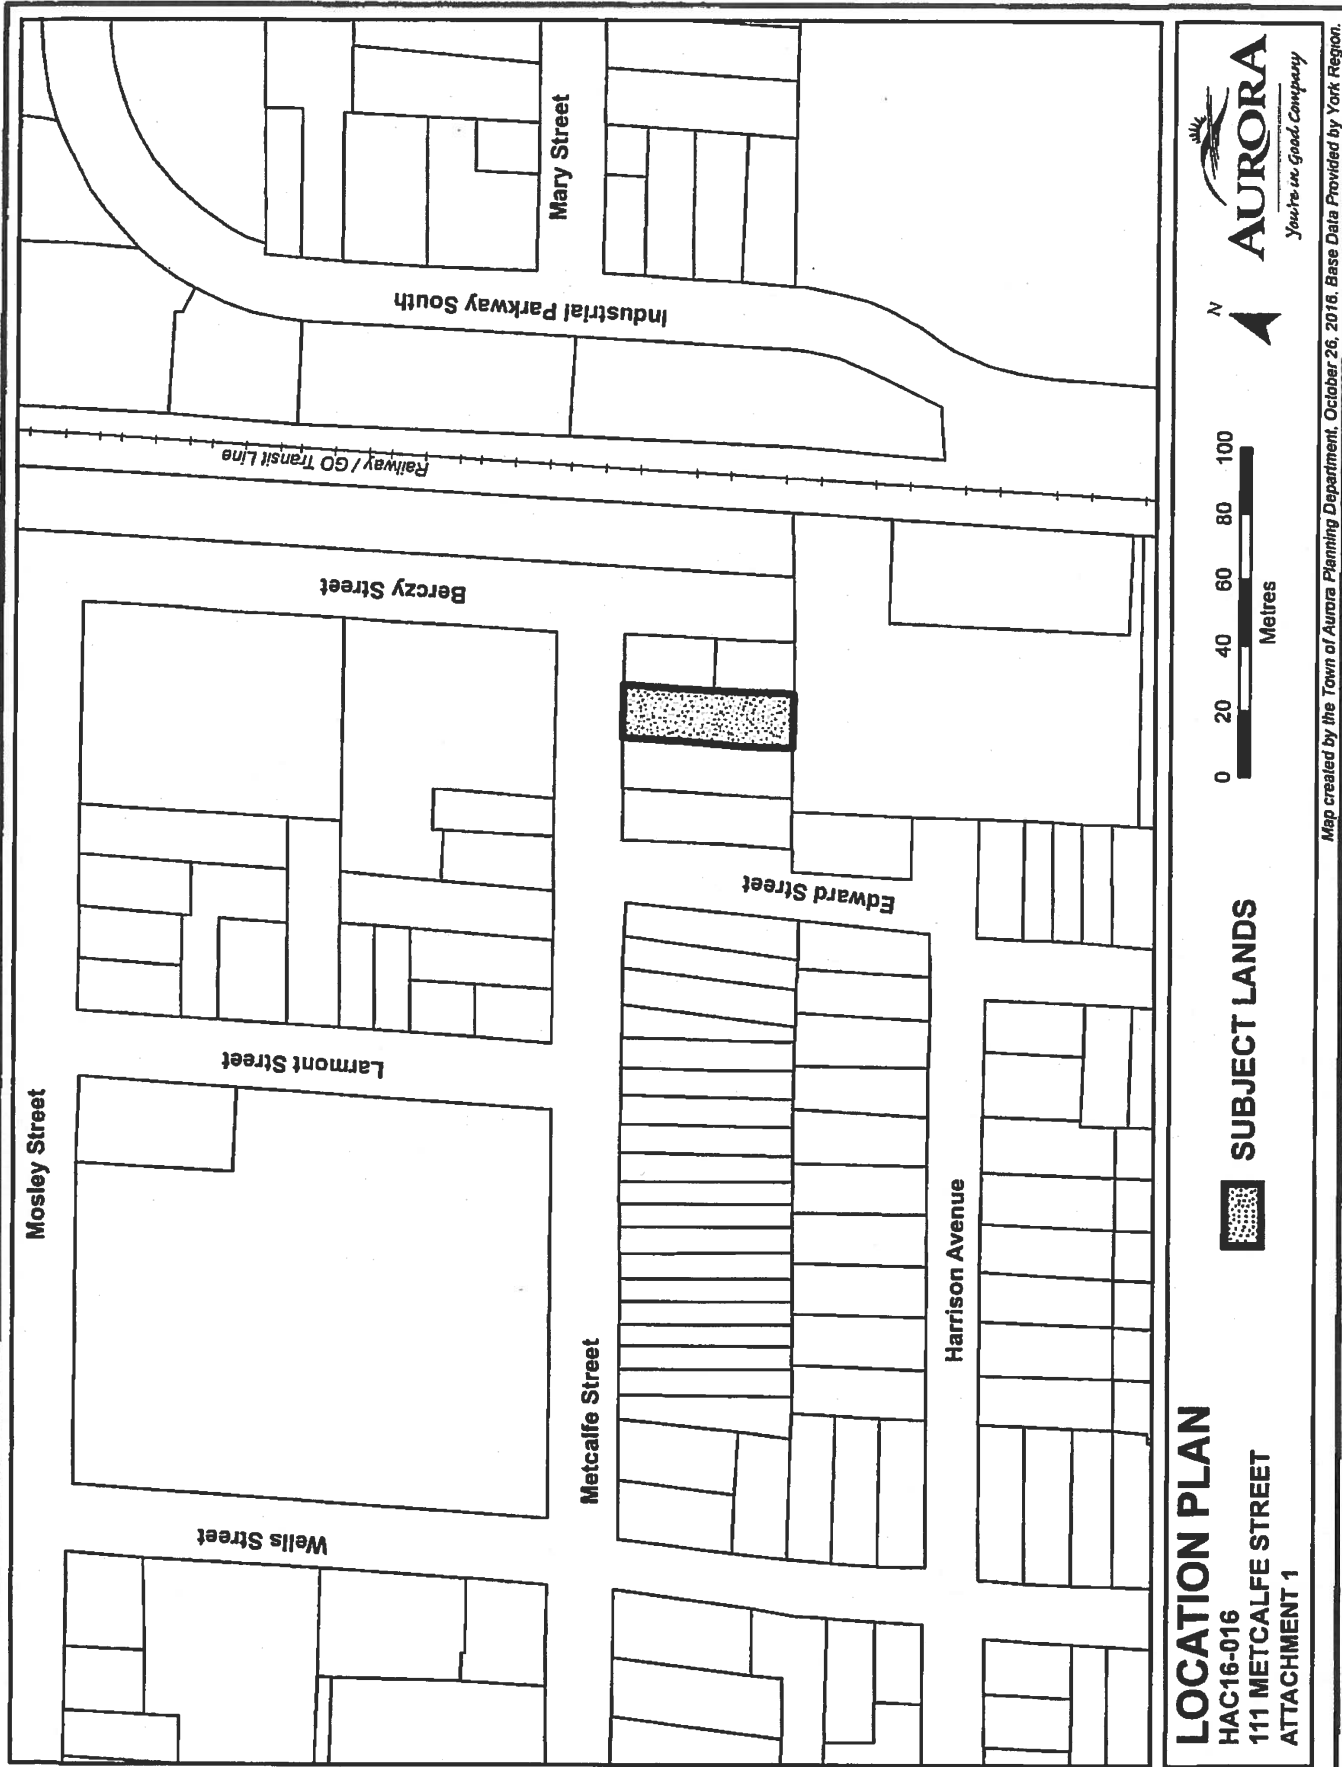 Mosley Street
Wells Street
Larmont Street
Berczy Street
Railway / GO Transit Line
Industrial Parkway South
Mary Street
Metcalfe Street
Edward Street
Harrison Avenue
LOCATION PLAN
HAC16-016
111 METCALFE STREET
ATTACHMENT 1
SUBJECT LANDS
0 20 40 60 80 100
Metres
N
AURORA
You're in Good Company
Map created by the Town of Aurora Planning Department, October 26, 2016. Base Data Provided by York Region.